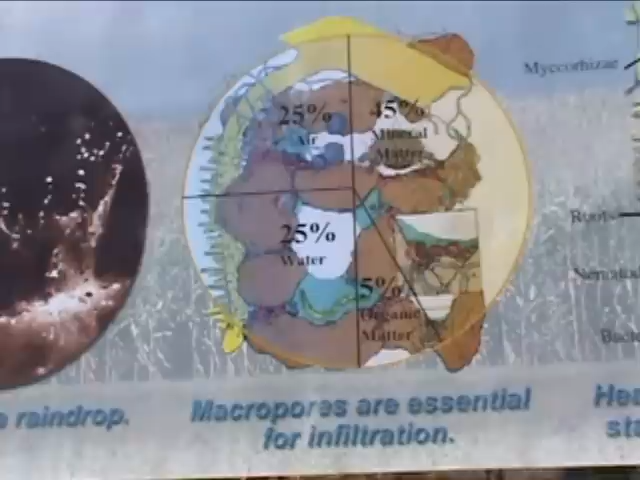 Mycorrhizae
25%
Air
45%
Mineral
Matter
Roots
25%
Water
5%
Organic
Matter
a raindrop.
Macropores are essential
for infiltration.